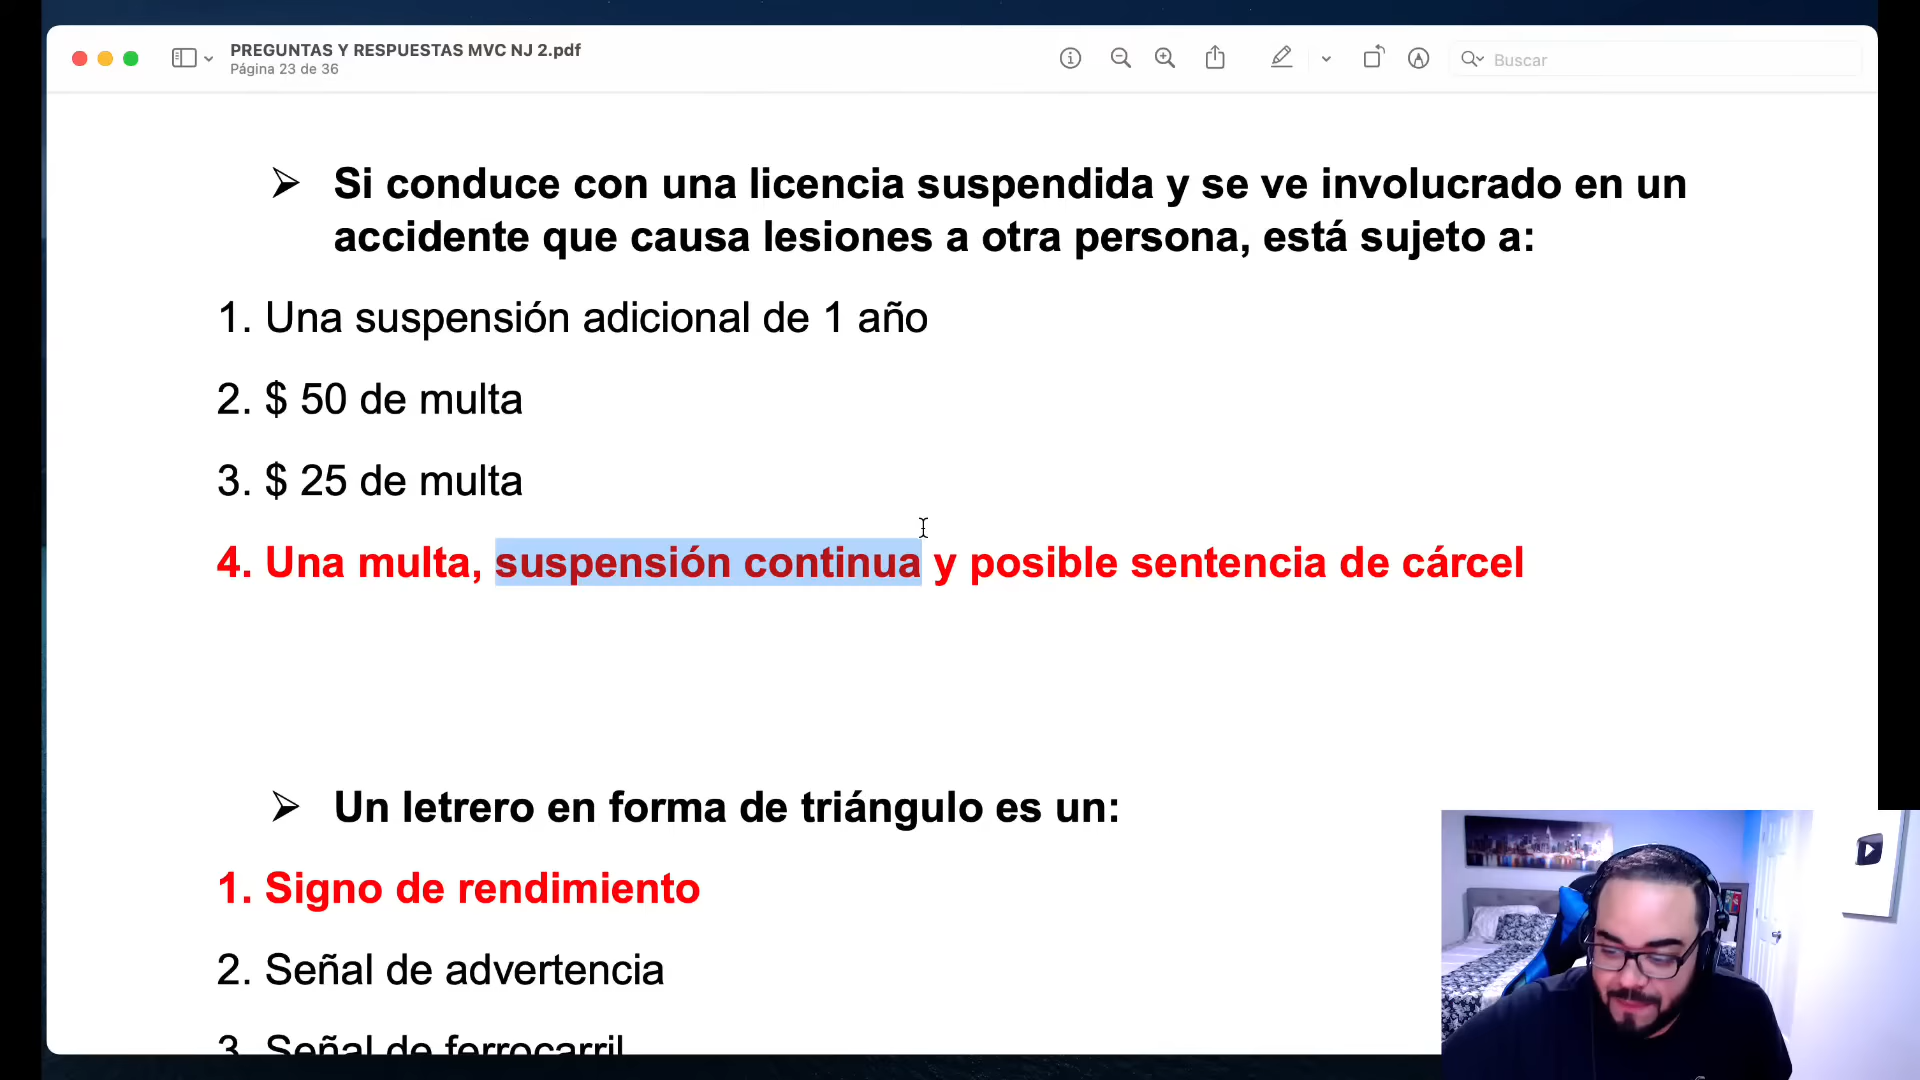 PREGUNTAS Y RESPUESTAS MVC NJ 2.pdf
Página 23 de 36
Buscar
➢ Si conduce con una licencia suspendida y se ve involucrado en un
accidente que causa lesiones a otra persona, está sujeto a:
1. Una suspensión adicional de 1 año
2. $ 50 de multa
3. $ 25 de multa
4. Una multa, suspensión continua y posible sentencia de cárcel
➢ Un letrero en forma de triángulo es un:
1. Signo de rendimiento
2. Señal de advertencia
3. Señal de ferrocarril